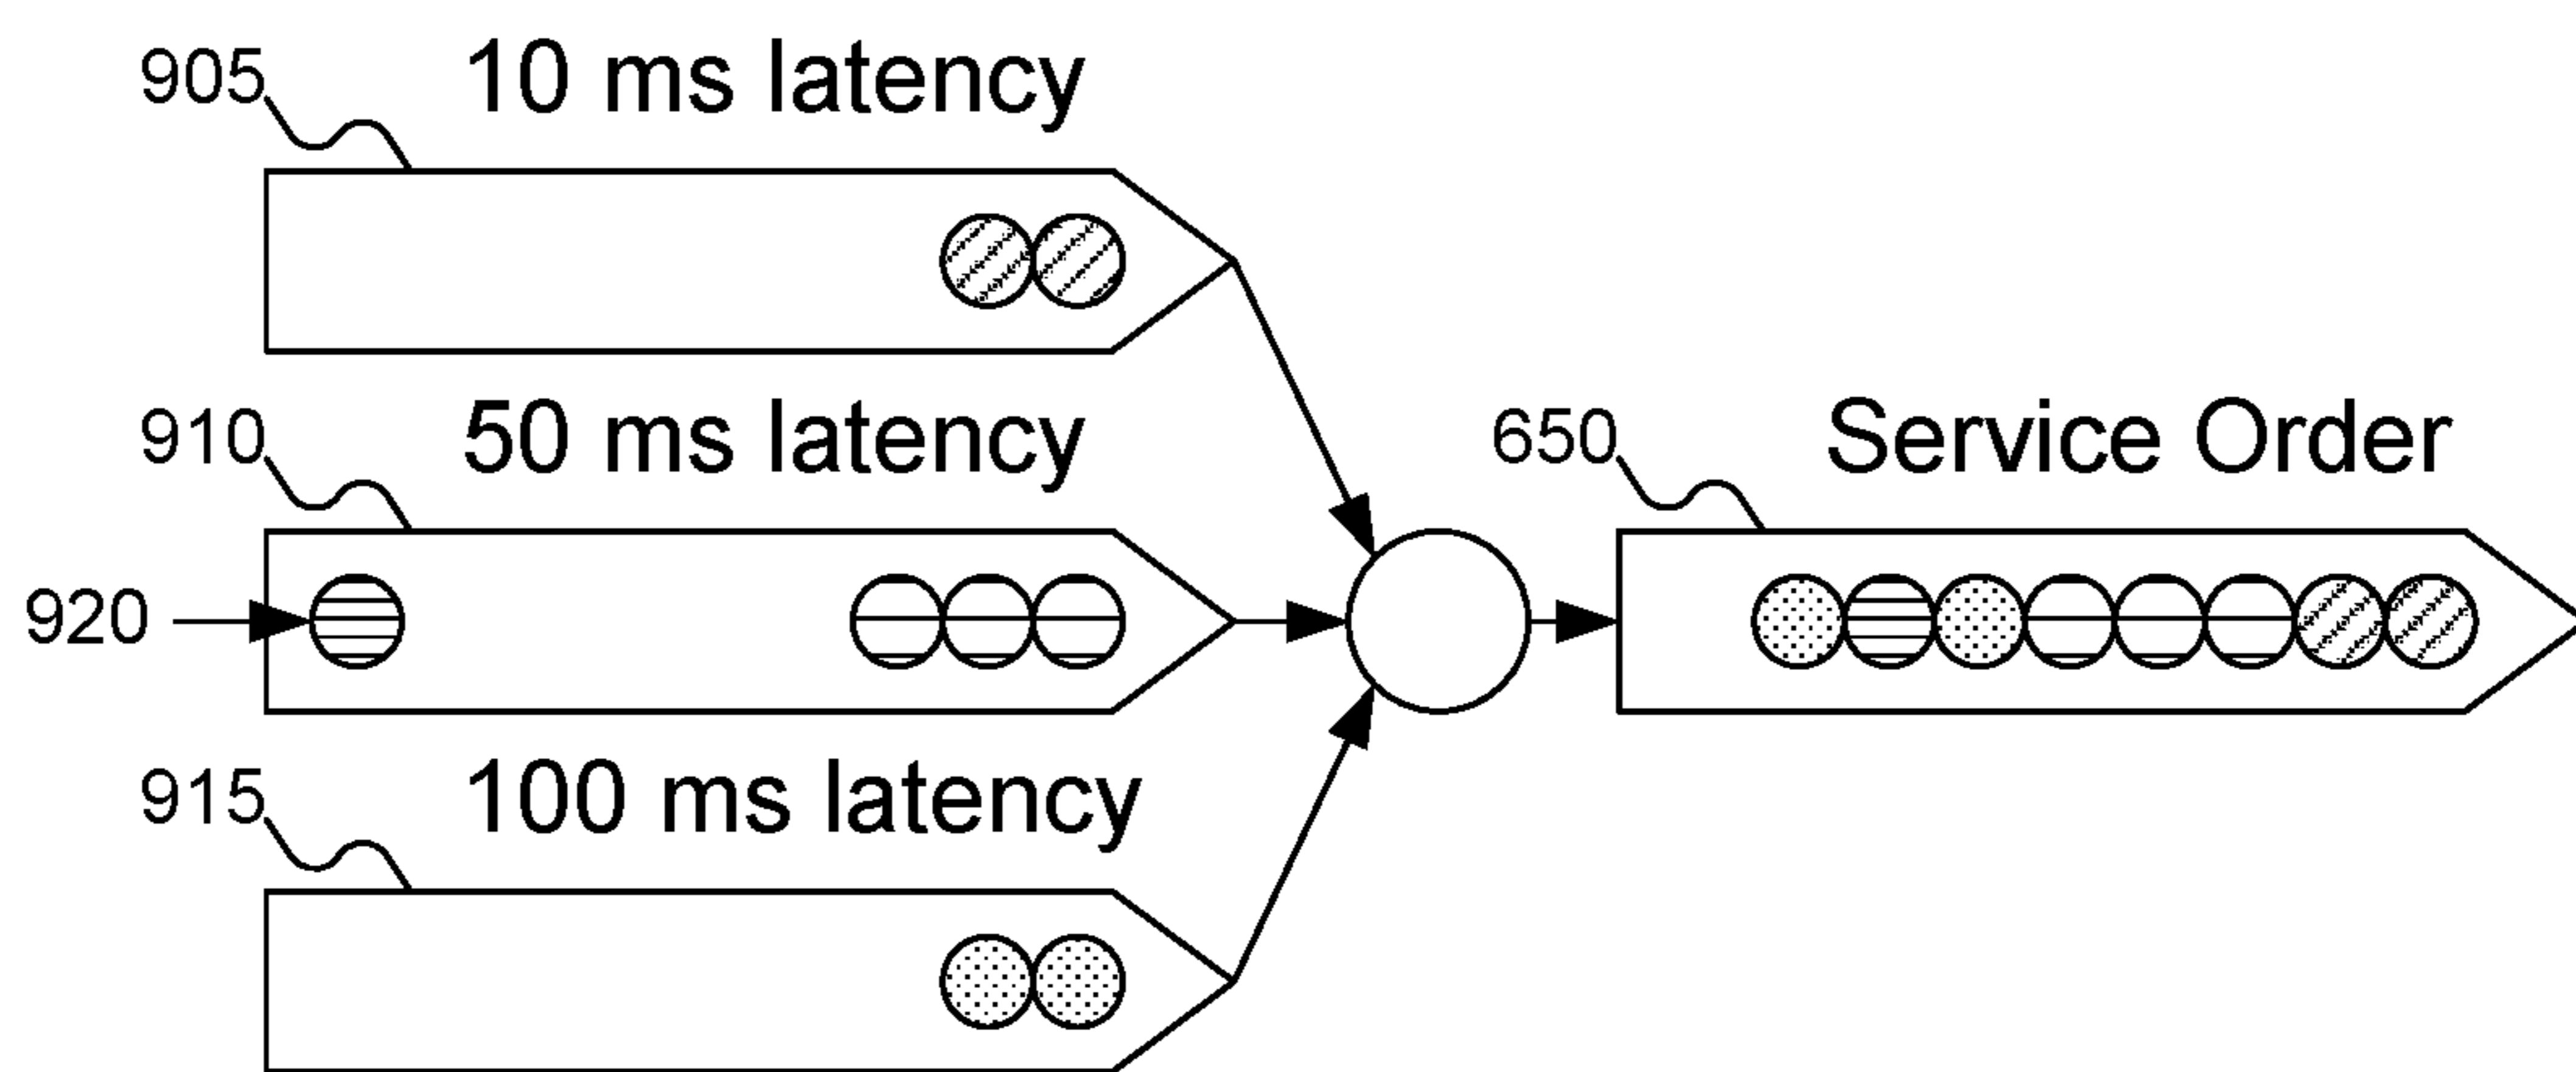 905 10 ms latency
910 50 ms latency
650 Service Order
920
915 100 ms latency